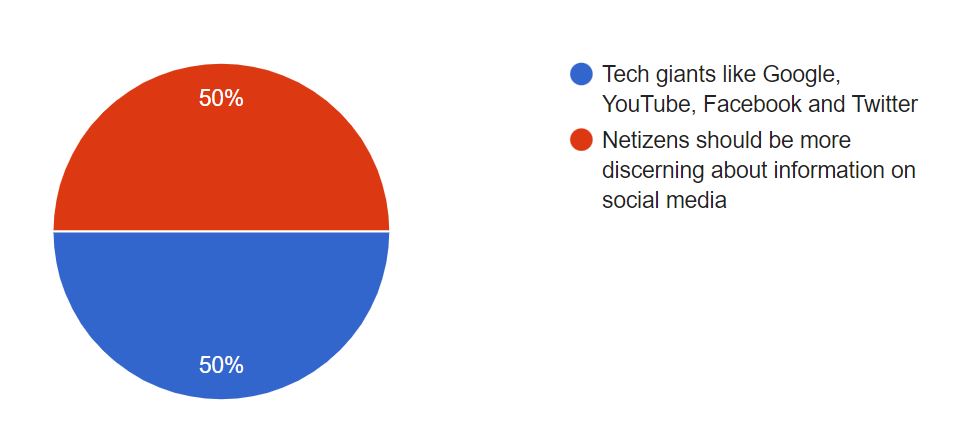 50%
50%
Tech giants like Google,
YouTube, Facebook and Twitter
Netizens should be more
discerning about information on
social media